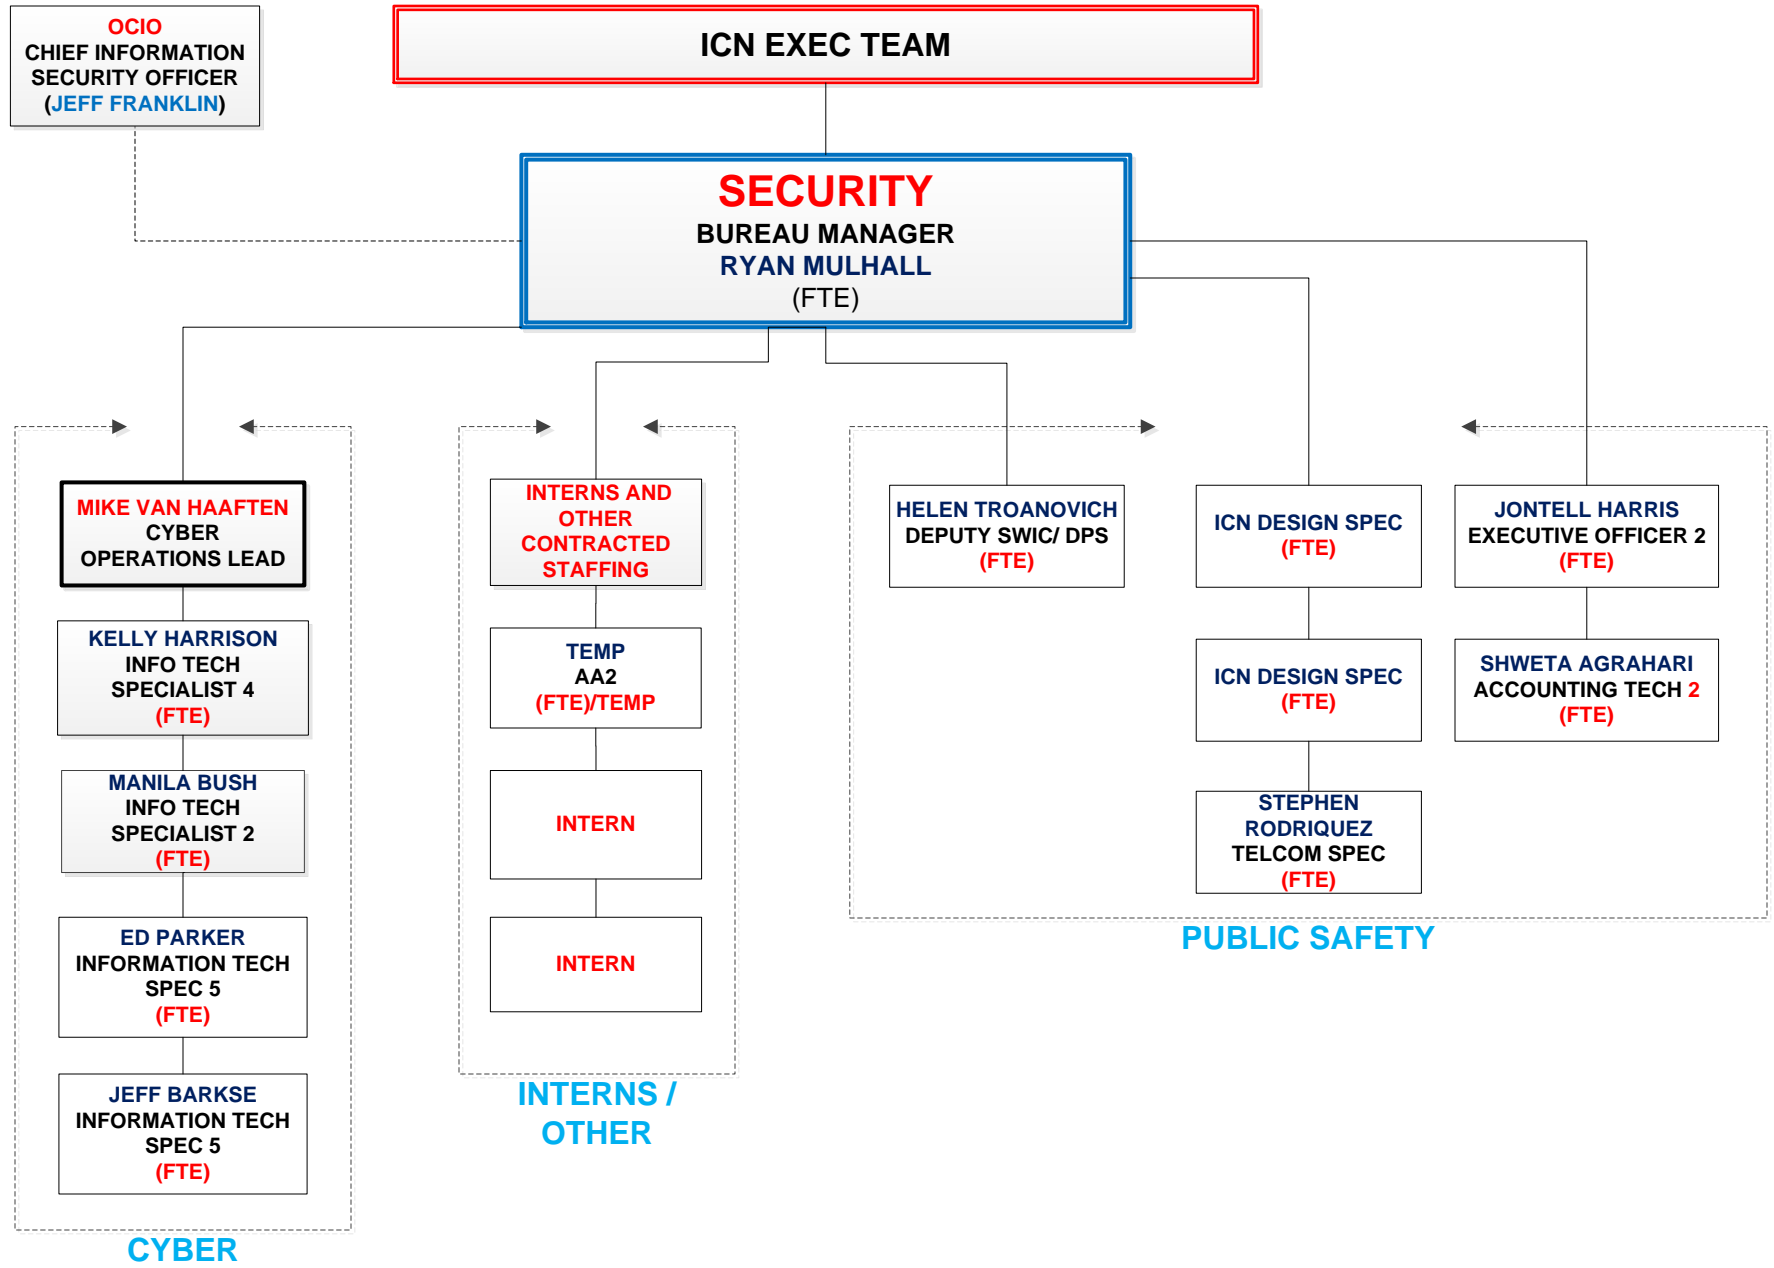 OCIO
CHIEF INFORMATION
SECURITY OFFICER
(JEFF FRANKLIN)
ICN EXEC TEAM
SECURITY
BUREAU MANAGER
RYAN MULHALL
(FTE)
MIKE VAN HAAFTEN
CYBER
OPERATIONS LEAD
KELLY HARRISON
INFO TECH
SPECIALIST 4
(FTE)
MANILA BUSH
INFO TECH
SPECIALIST 2
(FTE)
ED PARKER
INFORMATION TECH
SPEC 5
(FTE)
JEFF BARKSE
INFORMATION TECH
SPEC 5
(FTE)
CYBER
INTERNS AND
OTHER
CONTRACTED
STAFFING
TEMP
AA2
(FTE)/TEMP
INTERN
INTERN
INTERNS /
OTHER
HELEN TROANOVICH
DEPUTY SWIC/ DPS
(FTE)
ICN DESIGN SPEC
(FTE)
ICN DESIGN SPEC
(FTE)
STEPHEN
RODRIQUEZ
TELCOM SPEC
(FTE)
JONTELL HARRIS
EXECUTIVE OFFICER 2
(FTE)
SHWETA AGRAHARI
ACCOUNTING TECH 2
(FTE)
PUBLIC SAFETY